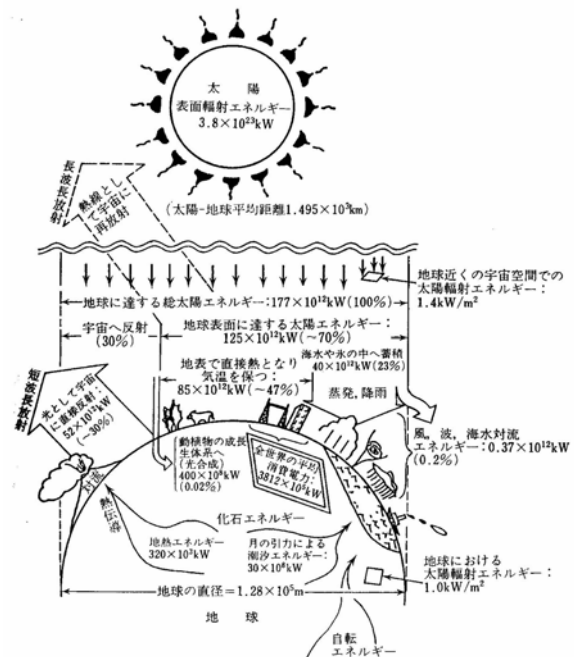 太陽
表面輻射エネルギー
3.8×10²³kW
(太陽-地球平均距離1.495×10³km)
長波長放射
熱線とし
て宇宙に
再放射
地球近くの宇宙空間での
太陽輻射エネルギー：
1.4kW/m²
地球に達する総太陽エネルギー：177×10¹²kW(100%)
宇宙へ反射
(30%)
地球表面に達する太陽エネルギー：
125×10¹²kW(~70%)
海水や氷の中へ蓄積
40×10¹²kW(23%)
地表で直接熱となり
気温を保つ：
85×10¹²kW(~47%)
蒸発,降雨
短波長放射
光として宇宙
に直接反射：
52×10¹²kW
(~30%)
風。波,海水対流
エネルギー：0.37×10¹²kW
(0.2%)
動植物の成長
生体系へ
(光合成)
400×10⁸kW
(0.02%)
全世界の平均
消費電力：
3812×10⁵kW
対流
熱伝導
化石エネルギー
地熱エネルギー
320×10²kW
月の引力による
潮汐エネルギー：
30×10⁸kW
地球における
太陽輻射エネルギー：
1.0kW/m²
地球の直径＝1.28×10⁵m
地球
自転
エネルギー